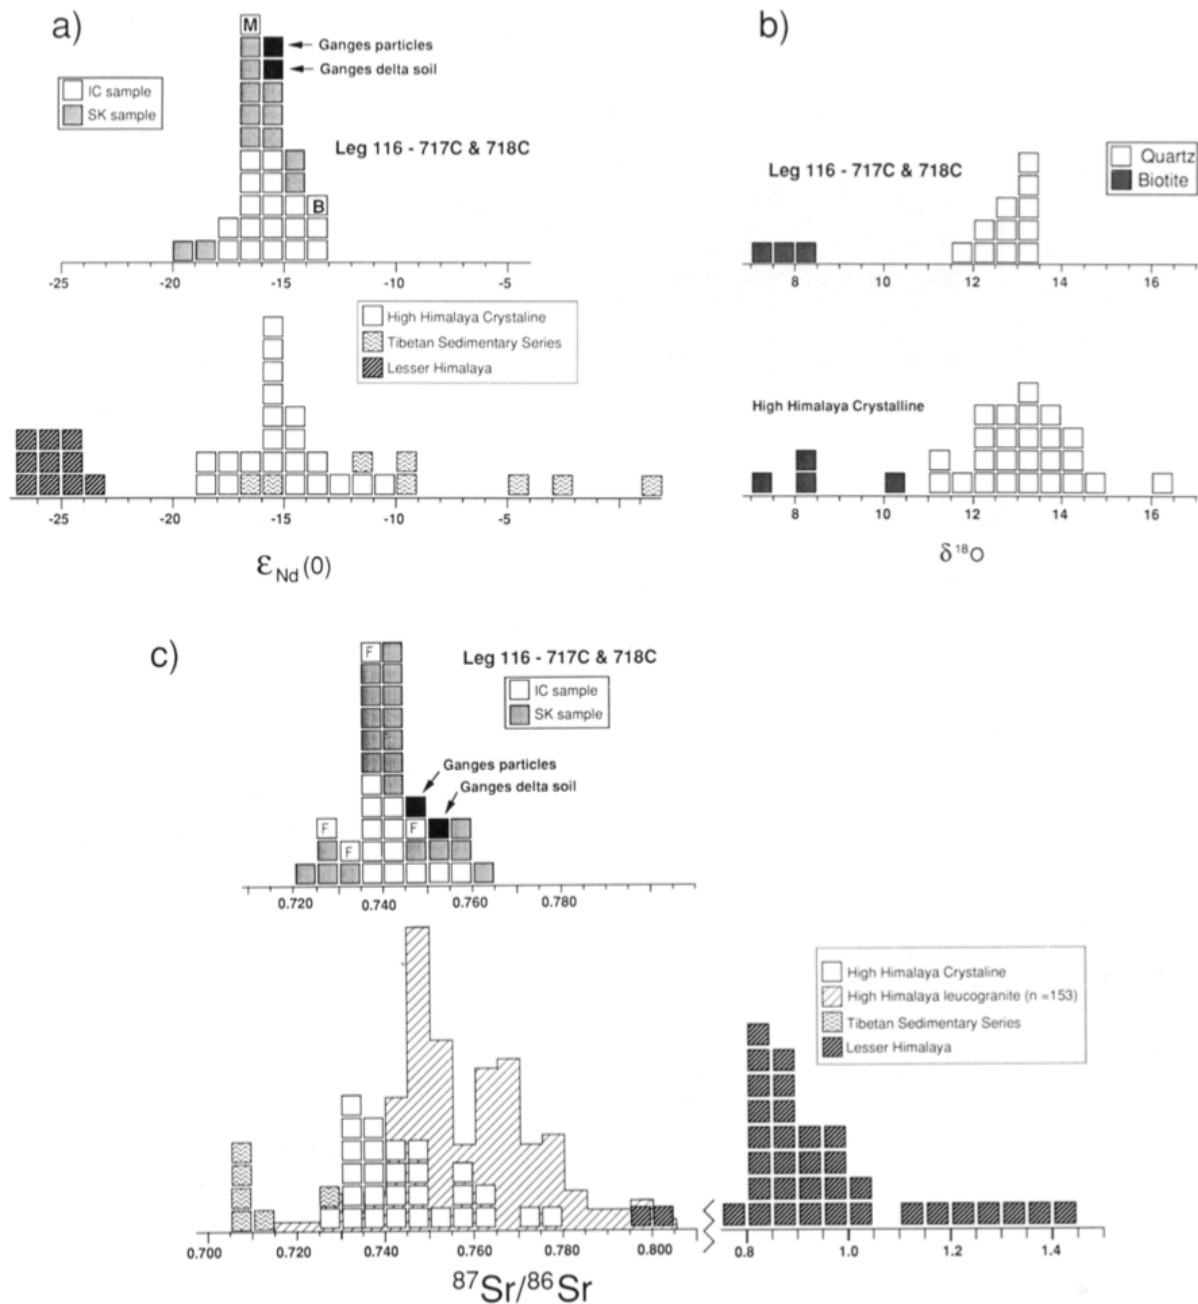 a)
M
Ganges particles
Ganges delta soil
IC sample
SK sample
Leg 116 - 717C & 718C
B
-25 -20 -15 -10 -5
High Himalaya Crystaline
Tibetan Sedimentary Series
Lesser Himalaya
-25 -20 -15 -10 -5
εNd(0)
b)
Leg 116 - 717C & 718C
Quartz
Biotite
8 10 12 14 16
High Himalaya Crystalline
8 10 12 14 16
δ18O
c)
F
Leg 116 - 717C & 718C
IC sample
SK sample
Ganges particles
Ganges delta soil
F F
F
0.720 0.740 0.760 0.780
High Himalaya Crystaline
High Himalaya leucogranite (n =153)
Tibetan Sedimentary Series
Lesser Himalaya
0.700 0.720 0.740 0.760 0.780 0.800 0.8 1.0 1.2 1.4
87Sr/86Sr